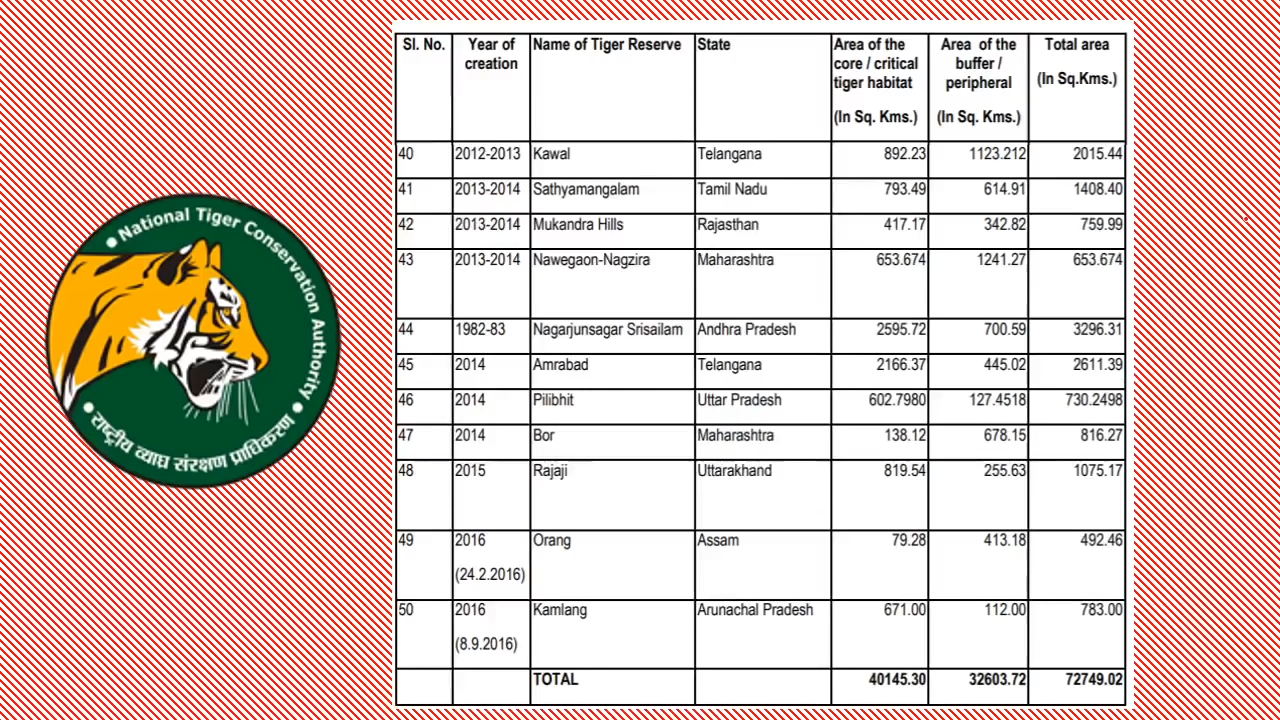 National Tiger Conservation Authority
राष्ट्रीय व्याघ्र संरक्षण प्राधिकरण
Sl. No. Year of creation Name of Tiger Reserve State Area of the core / critical tiger habitat (In Sq. Kms.) Area of the buffer / peripheral (In Sq. Kms.) Total area (In Sq.Kms.)
40 2012-2013 Kawal Telangana 892.23 1123.212 2015.44
41 2013-2014 Sathyamangalam Tamil Nadu 793.49 614.91 1408.40
42 2013-2014 Mukandra Hills Rajasthan 417.17 342.82 759.99
43 2013-2014 Nawegaon-Nagzira Maharashtra 653.674 1241.27 653.674
44 1982-83 Nagarjunsagar Srisailam Andhra Pradesh 2595.72 700.59 3296.31
45 2014 Amrabad Telangana 2166.37 445.02 2611.39
46 2014 Pilibhit Uttar Pradesh 602.7980 127.4518 730.2498
47 2014 Bor Maharashtra 138.12 678.15 816.27
48 2015 Rajaji Uttarakhand 819.54 255.63 1075.17
49 2016 Orang Assam 79.28 413.18 492.46
(24.2.2016)
50 2016 Kamlang Arunachal Pradesh 671.00 112.00 783.00
(8.9.2016)
TOTAL 40145.30 32603.72 72749.02